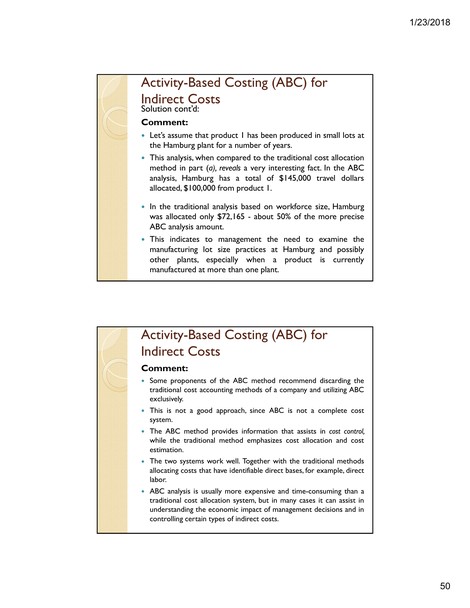 1/23/2018
Activity-Based Costing (ABC) for
Indirect Costs
Solution cont'd:
Comment:
• Let's assume that product 1 has been produced in small lots at
the Hamburg plant for a number of years.
• This analysis, when compared to the traditional cost allocation
method in part (a), reveals a very interesting fact. In the ABC
analysis, Hamburg has a total of $145,000 travel dollars
allocated, $100,000 from product 1.
• In the traditional analysis based on workforce size, Hamburg
was allocated only $72,165 - about 50% of the more precise
ABC analysis amount.
• This indicates to management the need to examine the
manufacturing lot size practices at Hamburg and possibly
other plants, especially when a product is currently
manufactured at more than one plant.
Activity-Based Costing (ABC) for
Indirect Costs
Comment:
• Some proponents of the ABC method recommend discarding the
traditional cost accounting methods of a company and utilizing ABC
exclusively.
• This is not a good approach, since ABC is not a complete cost
system.
• The ABC method provides information that assists in cost control,
while the traditional method emphasizes cost allocation and cost
estimation.
• The two systems work well. Together with the traditional methods
allocating costs that have identifiable direct bases, for example, direct
labor.
• ABC analysis is usually more expensive and time-consuming than a
traditional cost allocation system, but in many cases it can assist in
understanding the economic impact of management decisions and in
controlling certain types of indirect costs.
50